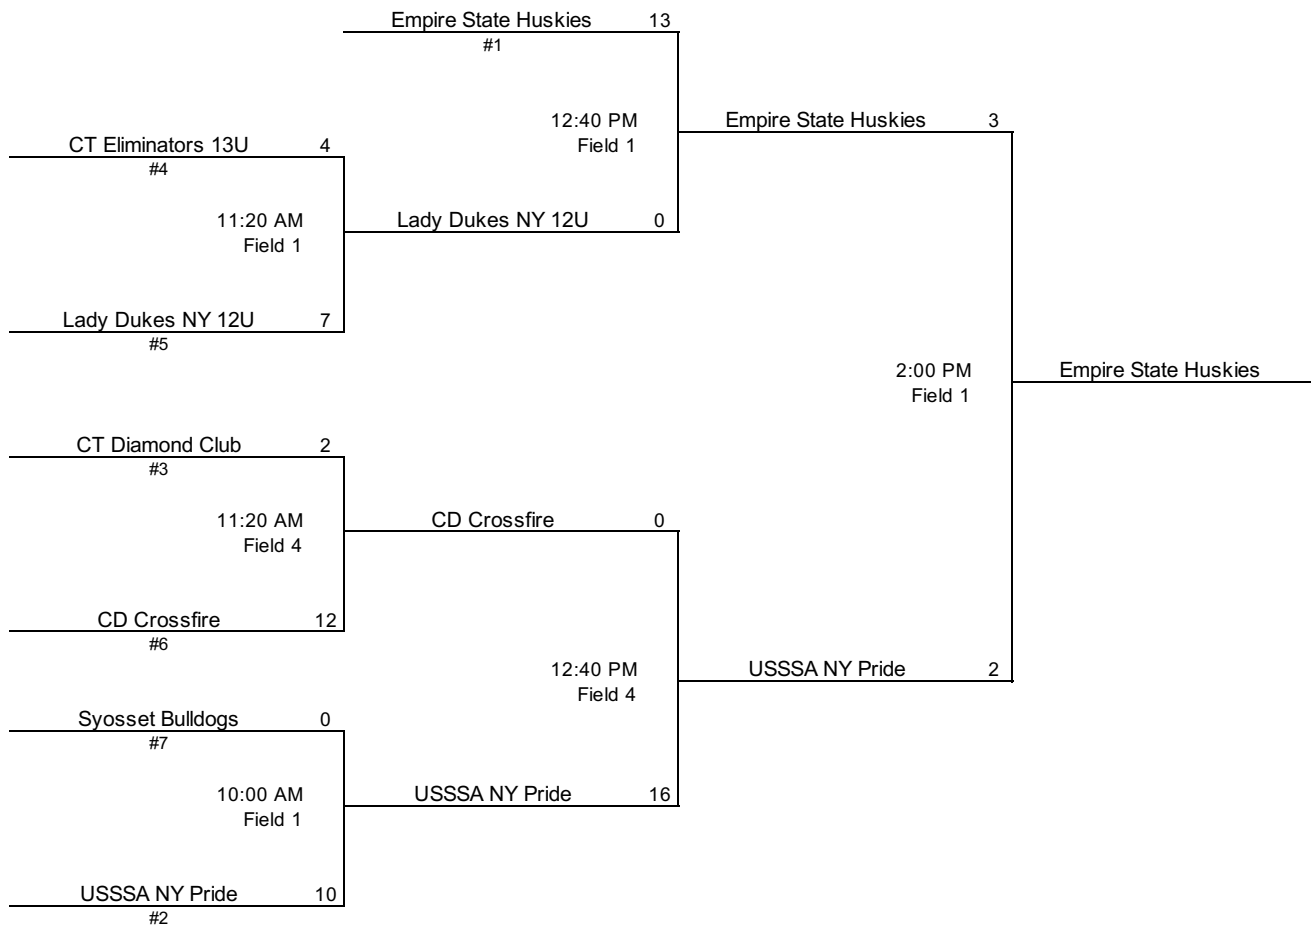 Empire State Huskies 13
#1
12:40 PM
Field 1
Empire State Huskies 3
CT Eliminators 13U 4
#4
11:20 AM
Field 1
Lady Dukes NY 12U 0
Lady Dukes NY 12U 7
#5
2:00 PM
Field 1
Empire State Huskies
CT Diamond Club 2
#3
11:20 AM
Field 4
CD Crossfire 0
CD Crossfire 12
#6
12:40 PM
Field 4
USSSA NY Pride 2
Syosset Bulldogs 0
#7
10:00 AM
Field 1
USSSA NY Pride 16
USSSA NY Pride 10
#2